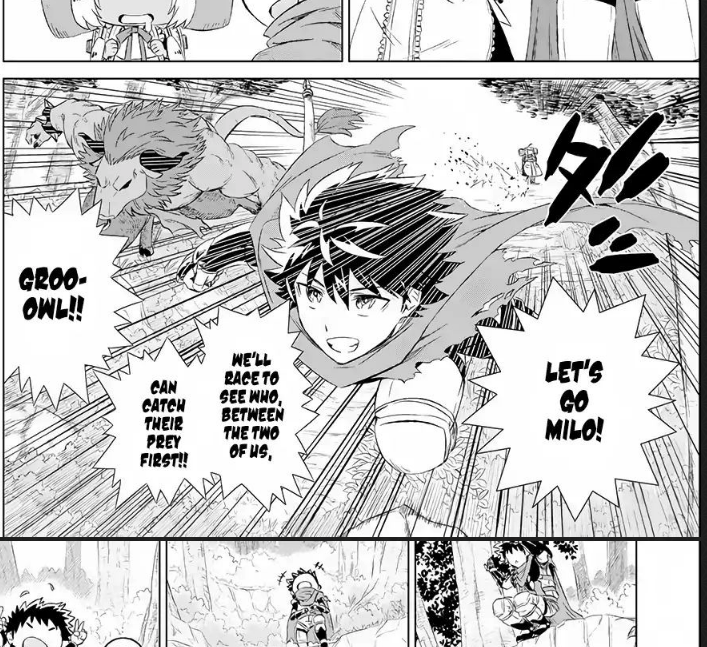 ダッ
LET'S
GO
MILO!
WE'LL
RACE TO
SEE WHO,
BETWEEN
THE TWO
OF US,
CAN
CATCH
THEIR
PREY
FIRST!!
GROO-
OWL!!